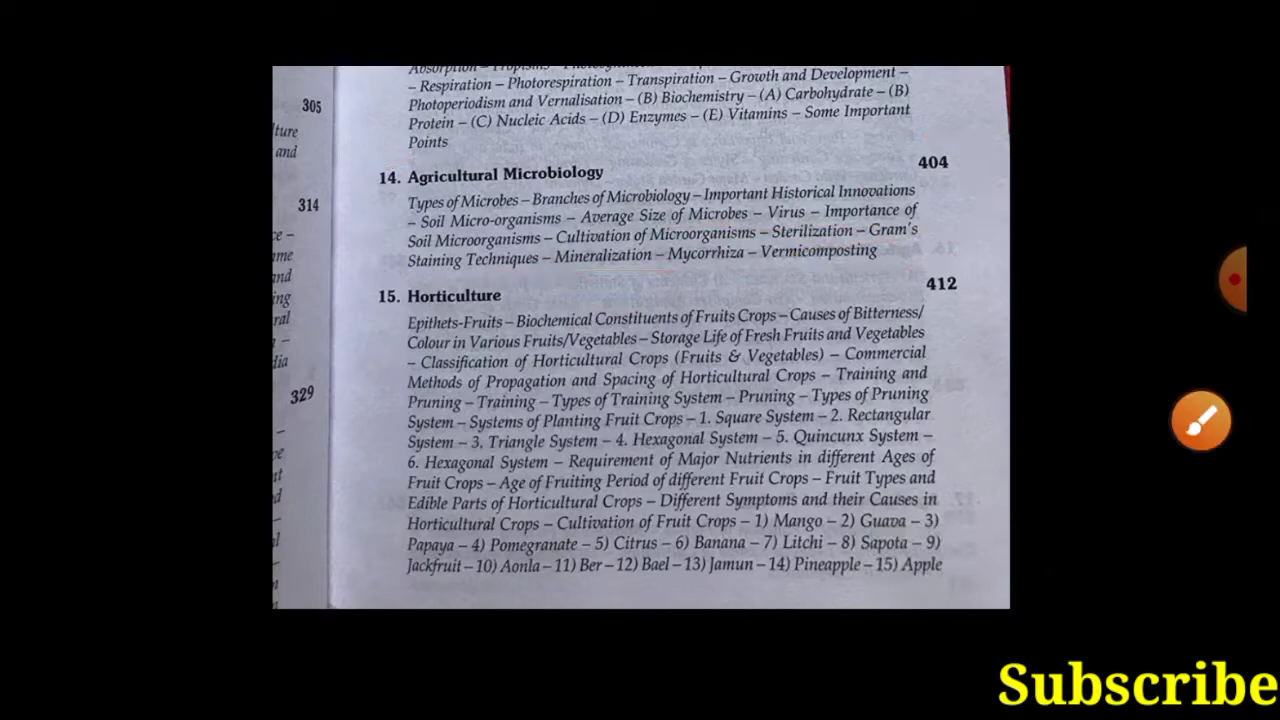 305
ture
and
314
ce –
me
and
ing
ral
–
dia
329
–
Absorption – Tropisms –
– Respiration – Photorespiration – Transpiration – Growth and Development –
Photoperiodism and Vernalisation – (B) Biochemistry – (A) Carbohydrate – (B)
Protein – (C) Nucleic Acids – (D) Enzymes – (E) Vitamins – Some Important
Points
14. Agricultural Microbiology 404
Types of Microbes – Branches of Microbiology – Important Historical Innovations
– Soil Micro-organisms – Average Size of Microbes – Virus – Importance of
Soil Microorganisms – Cultivation of Microorganisms – Sterilization – Gram's
Staining Techniques – Mineralization – Mycorrhiza – Vermicomposting
15. Horticulture 412
Epithets-Fruits – Biochemical Constituents of Fruits Crops – Causes of Bitterness/
Colour in Various Fruits/Vegetables – Storage Life of Fresh Fruits and Vegetables
– Classification of Horticultural Crops (Fruits & Vegetables) – Commercial
Methods of Propagation and Spacing of Horticultural Crops – Training and
Pruning – Training – Types of Training System – Pruning – Types of Pruning
System – Systems of Planting Fruit Crops – 1. Square System – 2. Rectangular
System – 3. Triangle System – 4. Hexagonal System – 5. Quincunx System –
6. Hexagonal System – Requirement of Major Nutrients in different Ages of
Fruit Crops – Age of Fruiting Period of different Fruit Crops – Fruit Types and
Edible Parts of Horticultural Crops – Different Symptoms and their Causes in
Horticultural Crops – Cultivation of Fruit Crops – 1) Mango – 2) Guava – 3)
Papaya – 4) Pomegranate – 5) Citrus – 6) Banana – 7) Litchi – 8) Sapota – 9)
Jackfruit – 10) Aonla – 11) Ber – 12) Bael – 13) Jamun – 14) Pineapple – 15) Apple
Subscribe